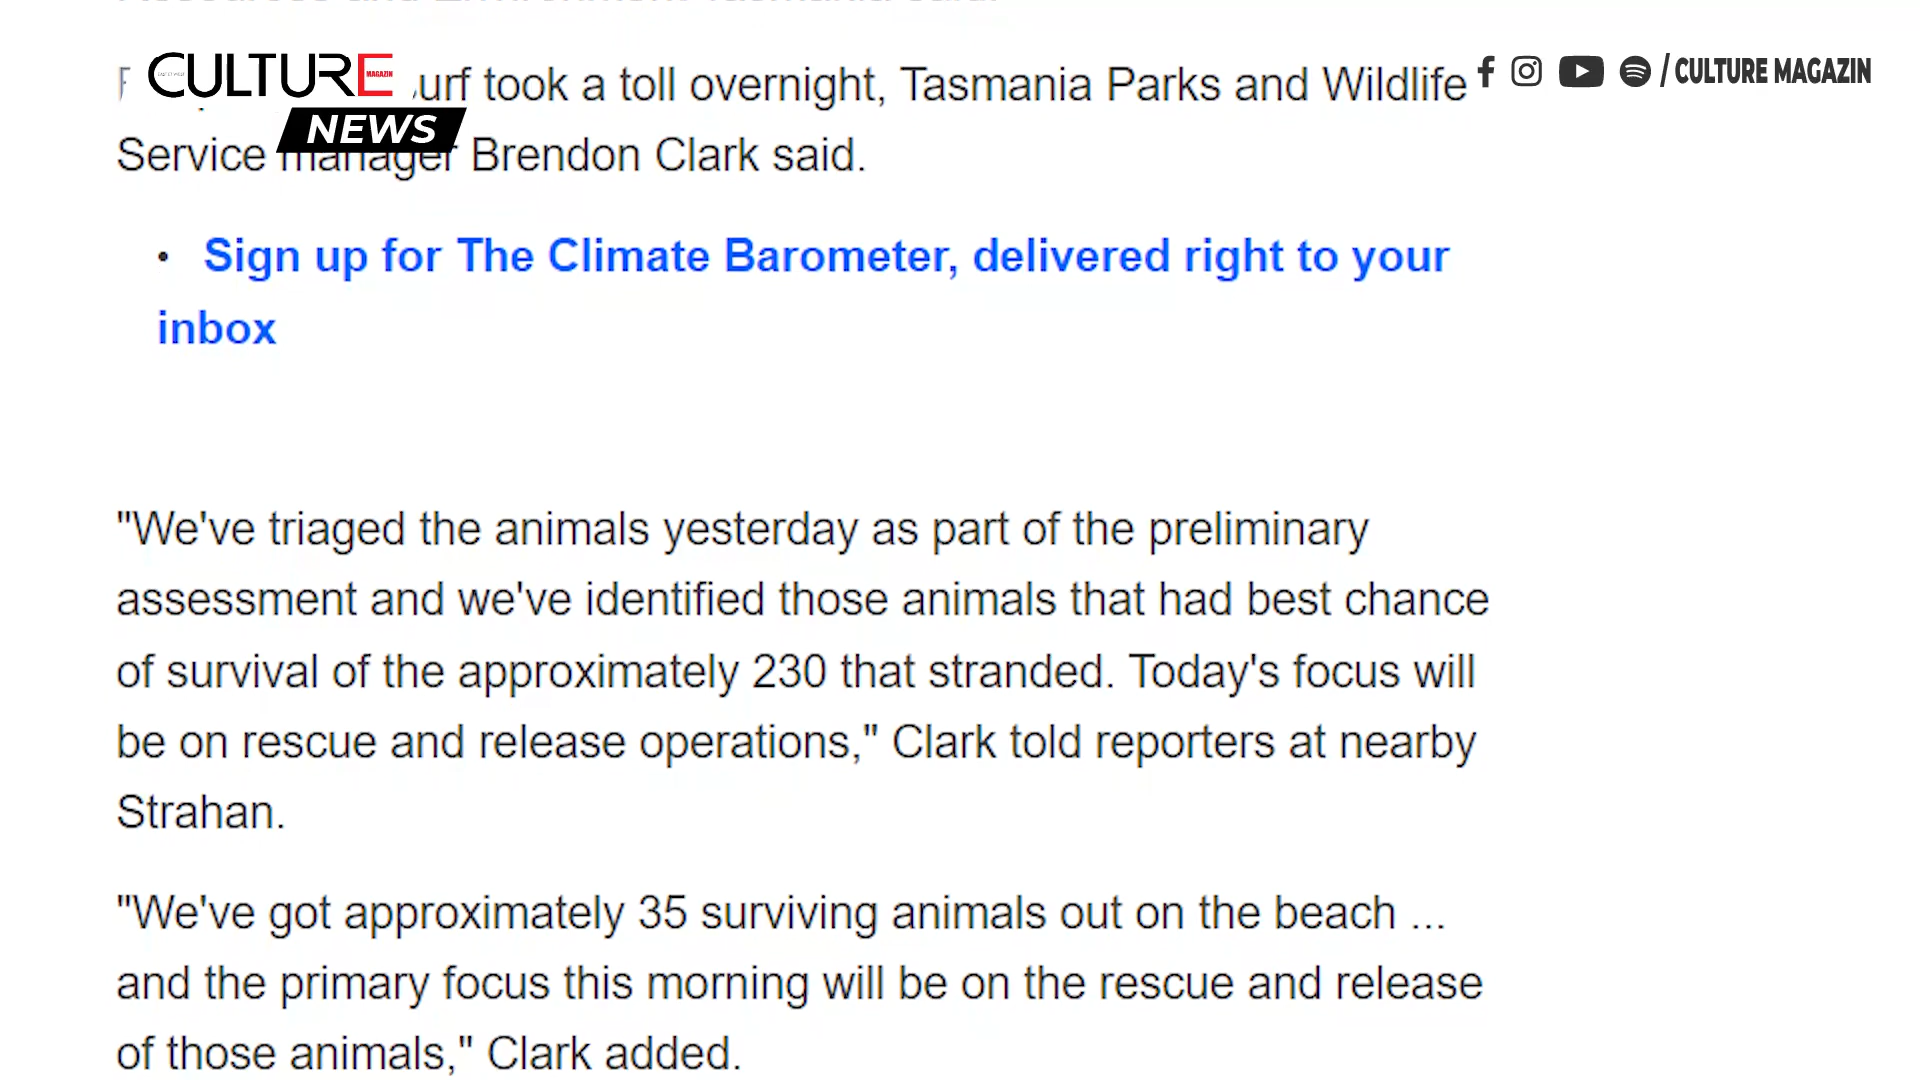 CULTURE
MAGAZIN
NEWS
/ CULTURE MAGAZIN
urf took a toll overnight, Tasmania Parks and Wildlife
Service manager Brendon Clark said.
• Sign up for The Climate Barometer, delivered right to your
inbox
"We've triaged the animals yesterday as part of the preliminary
assessment and we've identified those animals that had best chance
of survival of the approximately 230 that stranded. Today's focus will
be on rescue and release operations," Clark told reporters at nearby
Strahan.
"We've got approximately 35 surviving animals out on the beach ...
and the primary focus this morning will be on the rescue and release
of those animals," Clark added.